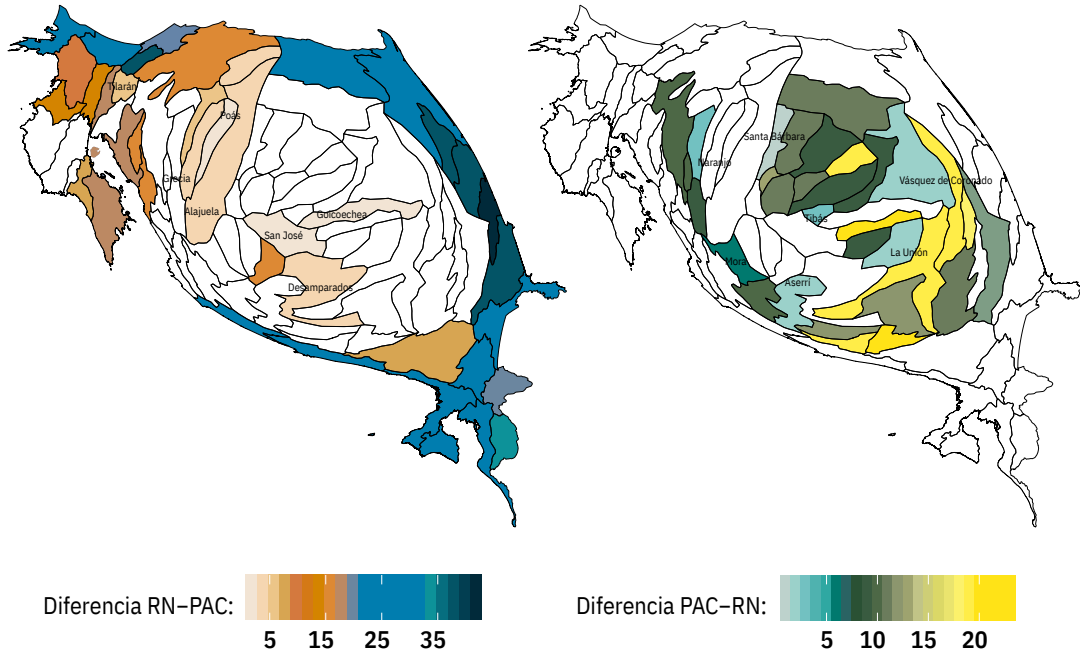 Tilarán
Poás
Grecia
Alajuela
Goicoechea
San José
Desamparados
Santa Bárbara
Naranjo
Vásquez de Coronado
Tibás
La Unión
Mora
Aserrí
Diferencia RN–PAC:
5 15 25 35
Diferencia PAC–RN:
5 10 15 20